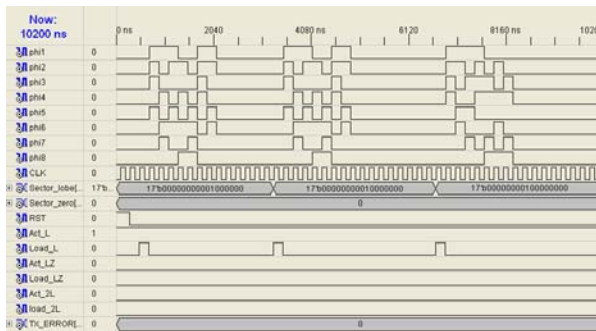 Now:
10200 ns
0 ns 2040 4080 ns 6120 8160 ns 1020
phi1 0
phi2 0
phi3 0
phi4 0
phi5 0
phi6 0
phi7 0
phi8 0
CLK 0
Sector_lobe[.. 17'b.. 17'b00000000001000000 17'b00000000010000000 17'b00000000100000000
Sector_zero[.. 0 0
RST 0
Act_L 1
Load_L 0
Act_LZ 0
Load_LZ 0
Act_2L 0
load_2L 0
TX_ERROR[.. 0 0